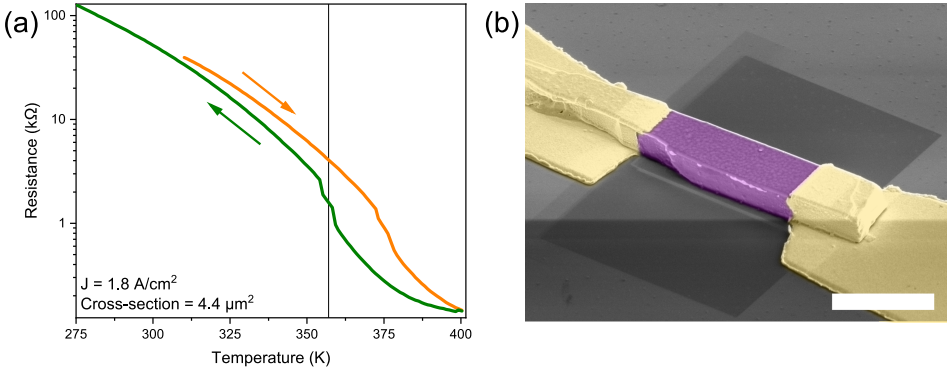 (a)
100
10
1
Resistance (kΩ)
J = 1.8 A/cm²
Cross-section = 4.4 μm²
275
300
325
350
375
400
Temperature (K)
(b)